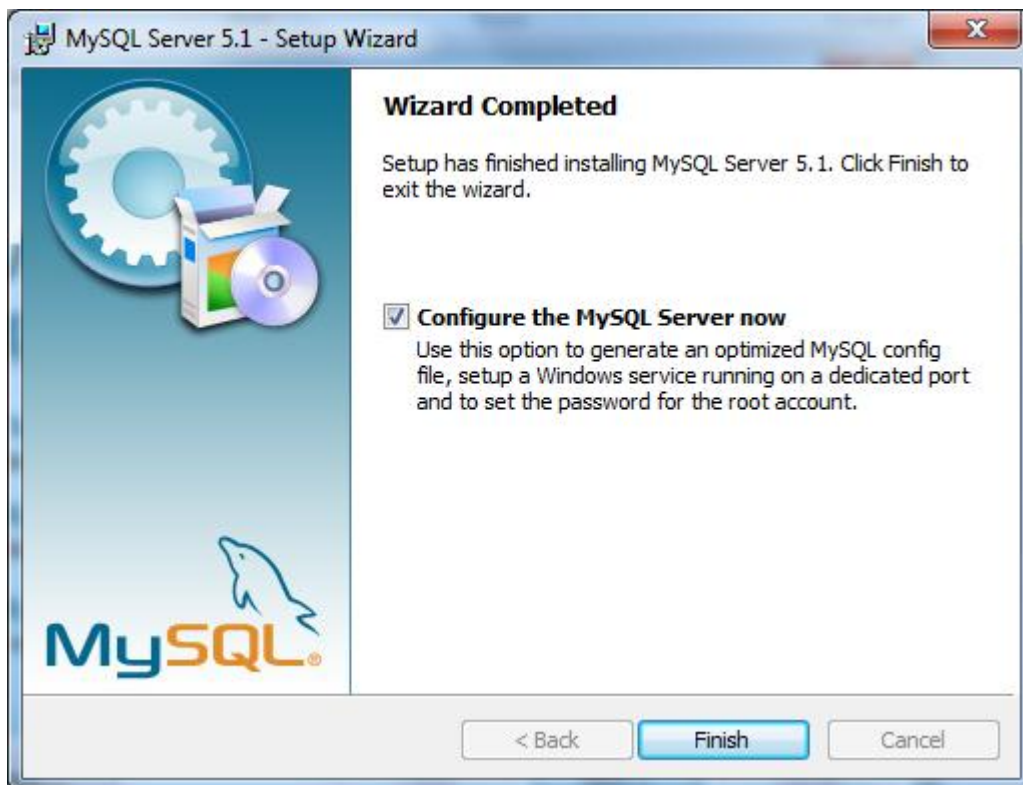 MySQL Server 5.1 - Setup Wizard
Wizard Completed
Setup has finished installing MySQL Server 5.1. Click Finish to
exit the wizard.
Configure the MySQL Server now
Use this option to generate an optimized MySQL config
file, setup a Windows service running on a dedicated port
and to set the password for the root account.
MySQL®
< Back
Finish
Cancel